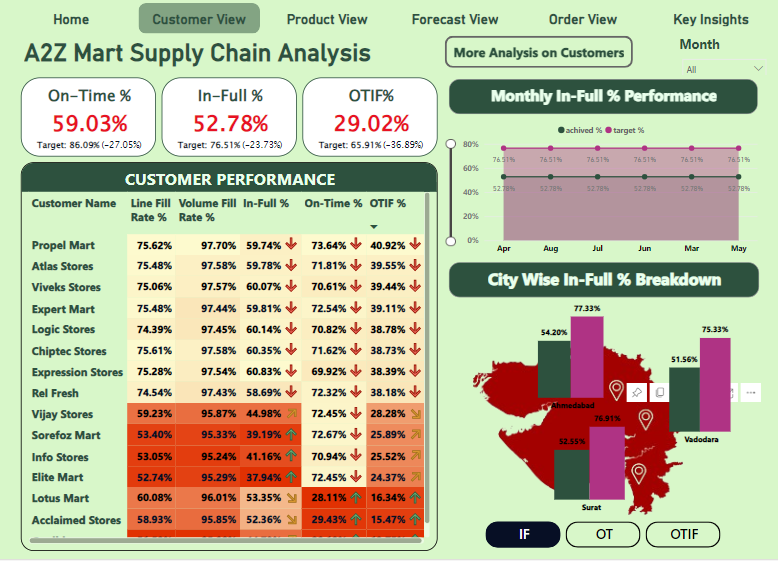 Home Customer View Product View Forecast View Order View Key Insights
A2Z Mart Supply Chain Analysis
More Analysis on Customers
Month
All
On-Time %
59.03%
Target: 86.09% (-27.05%)
In-Full %
52.78%
Target: 76.51% (-23.73%)
OTIF%
29.02%
Target: 65.91% (-36.89%)
CUSTOMER PERFORMANCE
Customer Name Line Fill Rate % Volume Fill Rate % In-Full % On-Time % OTIF %
Propel Mart 75.62% 97.70% 59.74% 73.64% 40.92%
Atlas Stores 75.48% 97.58% 59.78% 71.81% 39.55%
Viveks Stores 75.06% 97.57% 60.07% 70.61% 39.44%
Expert Mart 75.48% 97.44% 59.81% 72.54% 39.11%
Logic Stores 74.39% 97.45% 60.14% 70.82% 38.78%
Chiptec Stores 75.61% 97.58% 60.35% 71.62% 38.73%
Expression Stores 75.28% 97.54% 60.83% 69.92% 38.39%
Rel Fresh 74.54% 97.43% 58.69% 72.32% 38.18%
Vijay Stores 59.23% 95.87% 44.98% 72.45% 28.28%
Sorefoz Mart 53.40% 95.33% 39.19% 72.67% 25.89%
Info Stores 53.05% 95.24% 41.16% 70.94% 25.52%
Elite Mart 52.74% 95.29% 37.94% 72.45% 24.37%
Lotus Mart 60.08% 96.01% 53.35% 28.11% 16.34%
Acclaimed Stores 58.93% 95.85% 52.36% 29.43% 15.47%
Monthly In-Full % Performance
achived % target %
80%
76.51% 76.51% 76.51% 76.51% 76.51% 76.51%
60%
52.78% 52.78% 52.78% 52.78% 52.78% 52.78%
40%
20%
0%
Apr Aug Jul Jun Mar May
City Wise In-Full % Breakdown
54.20% 77.33%
Ahmedabad
51.56% 75.33%
Vadodara
52.55% 76.91%
Surat
IF OT OTIF